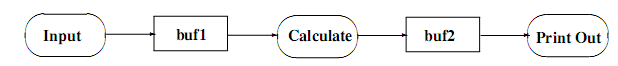 Input
buf1
Calculate
buf2
Print Out